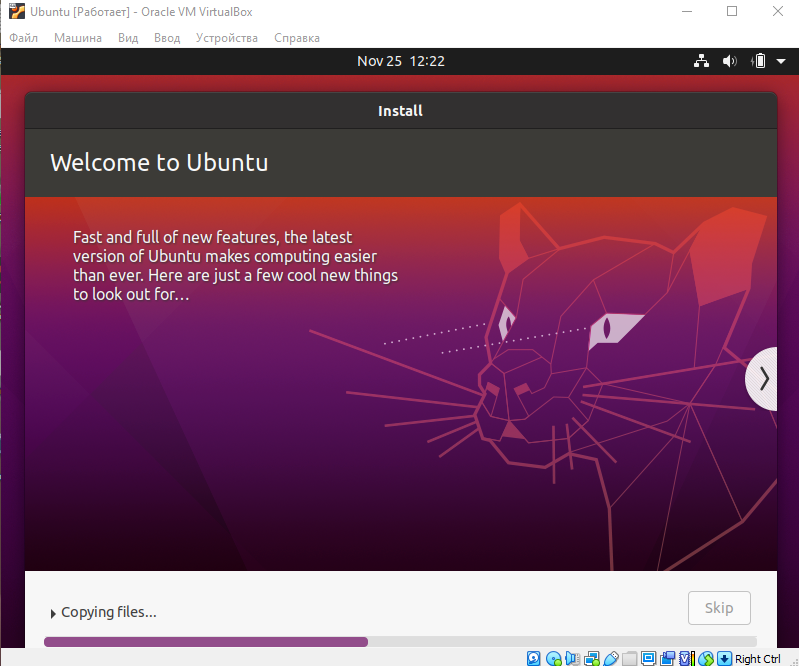 Ubuntu [Работает] - Oracle VM VirtualBox
Файл Машина Вид Ввод Устройства Справка
Nov 25 12:22
Install
Welcome to Ubuntu
Fast and full of new features, the latest
version of Ubuntu makes computing easier
than ever. Here are just a few cool new things
to look out for…
Copying files...
Skip
Right Ctrl